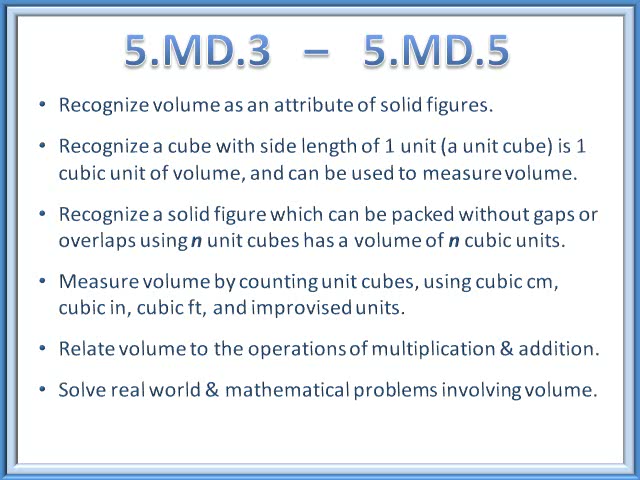 5.MD.3 – 5.MD.5
• Recognize volume as an attribute of solid figures.
• Recognize a cube with side length of 1 unit (a unit cube) is 1
cubic unit of volume, and can be used to measure volume.
• Recognize a solid figure which can be packed without gaps or
overlaps using n unit cubes has a volume of n cubic units.
• Measure volume by counting unit cubes, using cubic cm,
cubic in, cubic ft, and improvised units.
• Relate volume to the operations of multiplication & addition.
• Solve real world & mathematical problems involving volume.